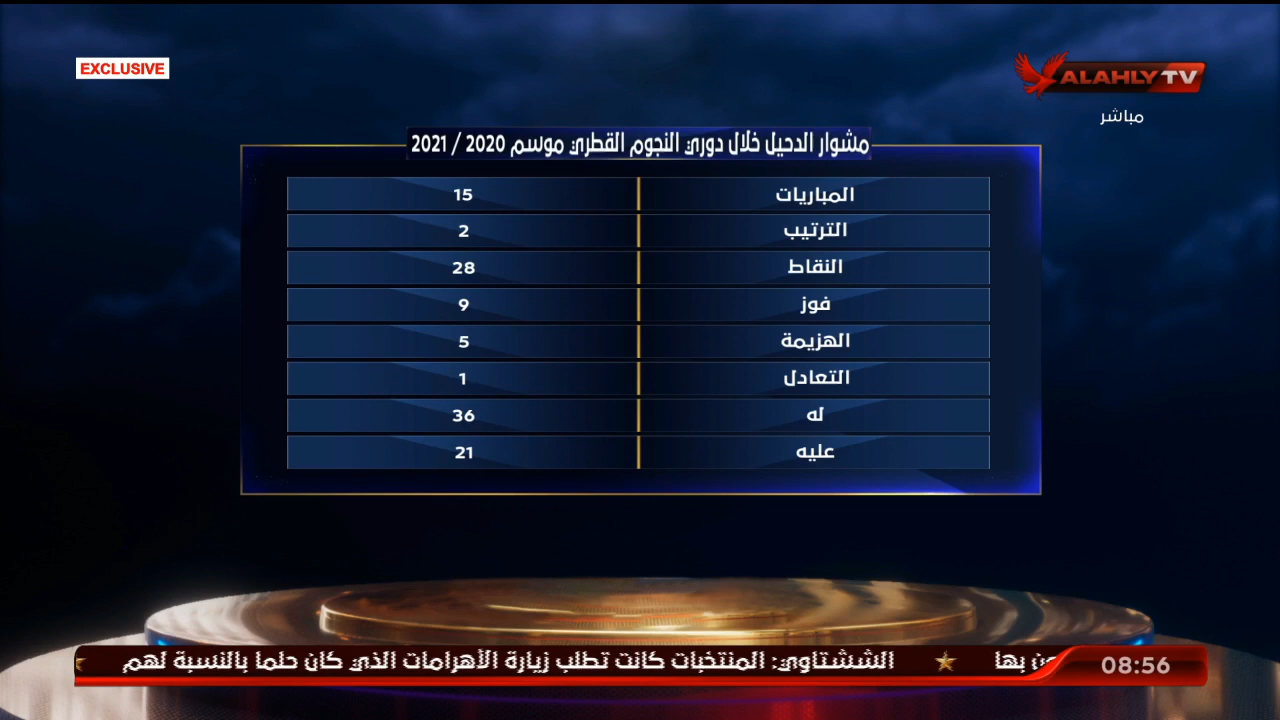 EXCLUSIVE
ALAHLY TV
مباشر
مشوار الدحيل خلال دوري النجوم القطري موسم 2020 / 2021
المباريات 15
الترتيب 2
النقاط 28
فوز 9
الهزيمة 5
التعادل 1
له 36
عليه 21
بها ★ الششتاوي: المنتخبات كانت تطلب زيارة الأهرامات الذي كان حلما بالنسبة لهم
08:56